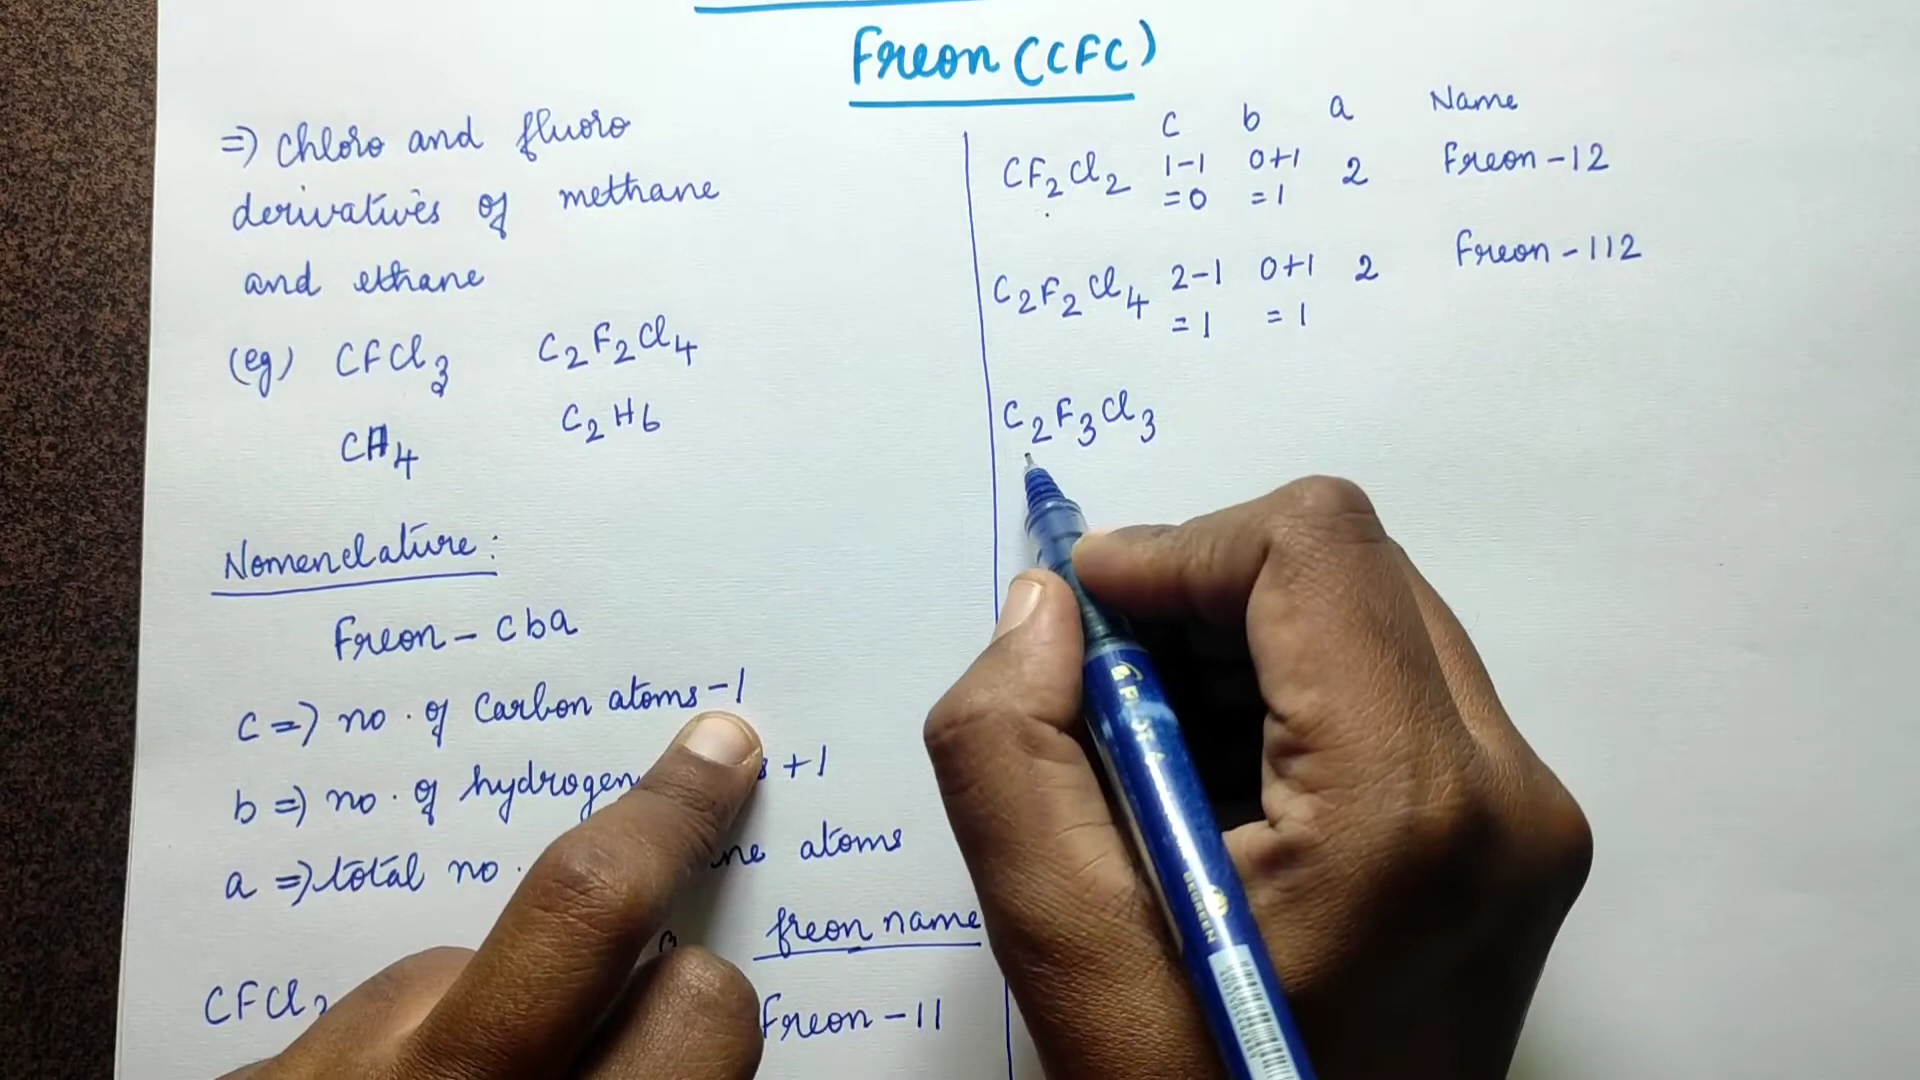 Freon (CFC)
=) chloro and fluoro
derivatives of methane
and ethane
(eg) CFCl3 C2F2Cl4
CH4 C2H6
Nomenclature:
Freon - cba
c =) no. of carbon atoms -1
b =) no. of hydrogen +1
a =) total no. atoms
freon name
CFCl3
Freon -11
c b a Name
CF2Cl2 1-1 0+1 2 Freon -12
=0 =1
C2F2Cl4 2-1 0+1 2 Freon -112
=1 =1
C2F3Cl3